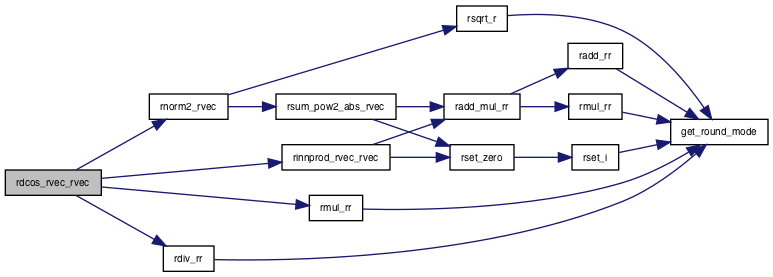 rsqrt_r
radd_rr
rnorm2_rvec
rsum_pow2_abs_rvec
radd_mul_rr
rmul_rr
get_round_mode
rinnprod_rvec_rvec
rset_zero
rset_i
rdcos_rvec_rvec
rmul_rr
rdiv_rr